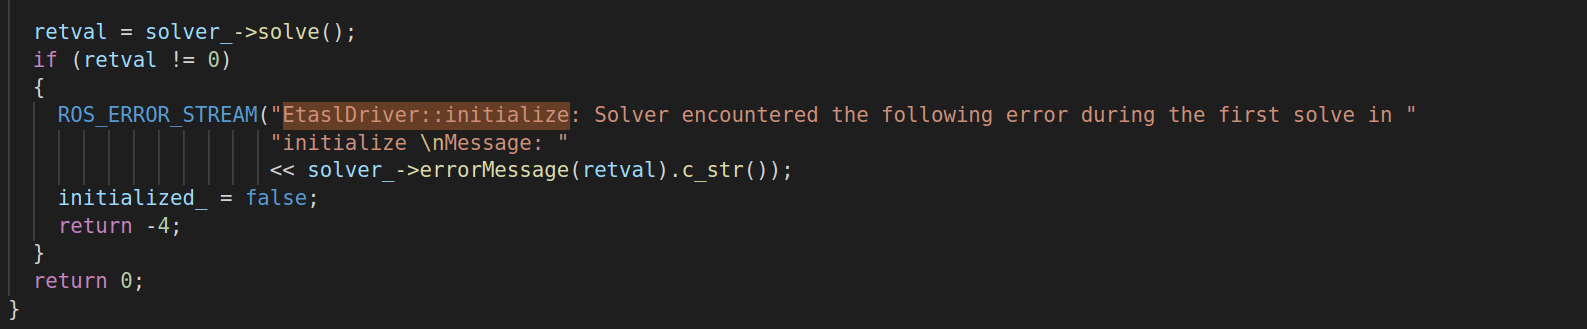 retval = solver_->solve();
if (retval != 0)
{
ROS_ERROR_STREAM("EtaslDriver::initialize: Solver encountered the following error during the first solve in "
"initialize \nMessage: "
<< solver_->errorMessage(retval).c_str());
initialized_ = false;
return -4;
}
return 0;
}